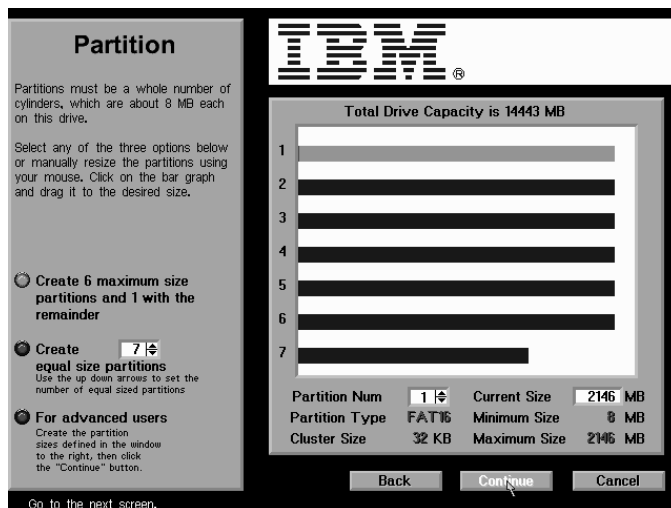 Partition
Partitions must be a whole number of
cylinders, which are about 8 MB each
on this drive.
Select any of the three options below
or manually resize the partitions using
your mouse. Click on the bar graph
and drag it to the desired size.
Create 6 maximum size
partitions and 1 with the
remainder
Create 7
equal size partitions
Use the up down arrows to set the
number of equal sized partitions
For advanced users
Create the partition
sizes defined in the window
to the right, then click
the "Continue" button.
Go to the next screen.
IBM®
Total Drive Capacity is 14443 MB
1
2
3
4
5
6
7
Partition Num 1 Current Size 2146 MB
Partition Type FAT16 Minimum Size 8 MB
Cluster Size 32 KB Maximum Size 2146 MB
Back Continue Cancel